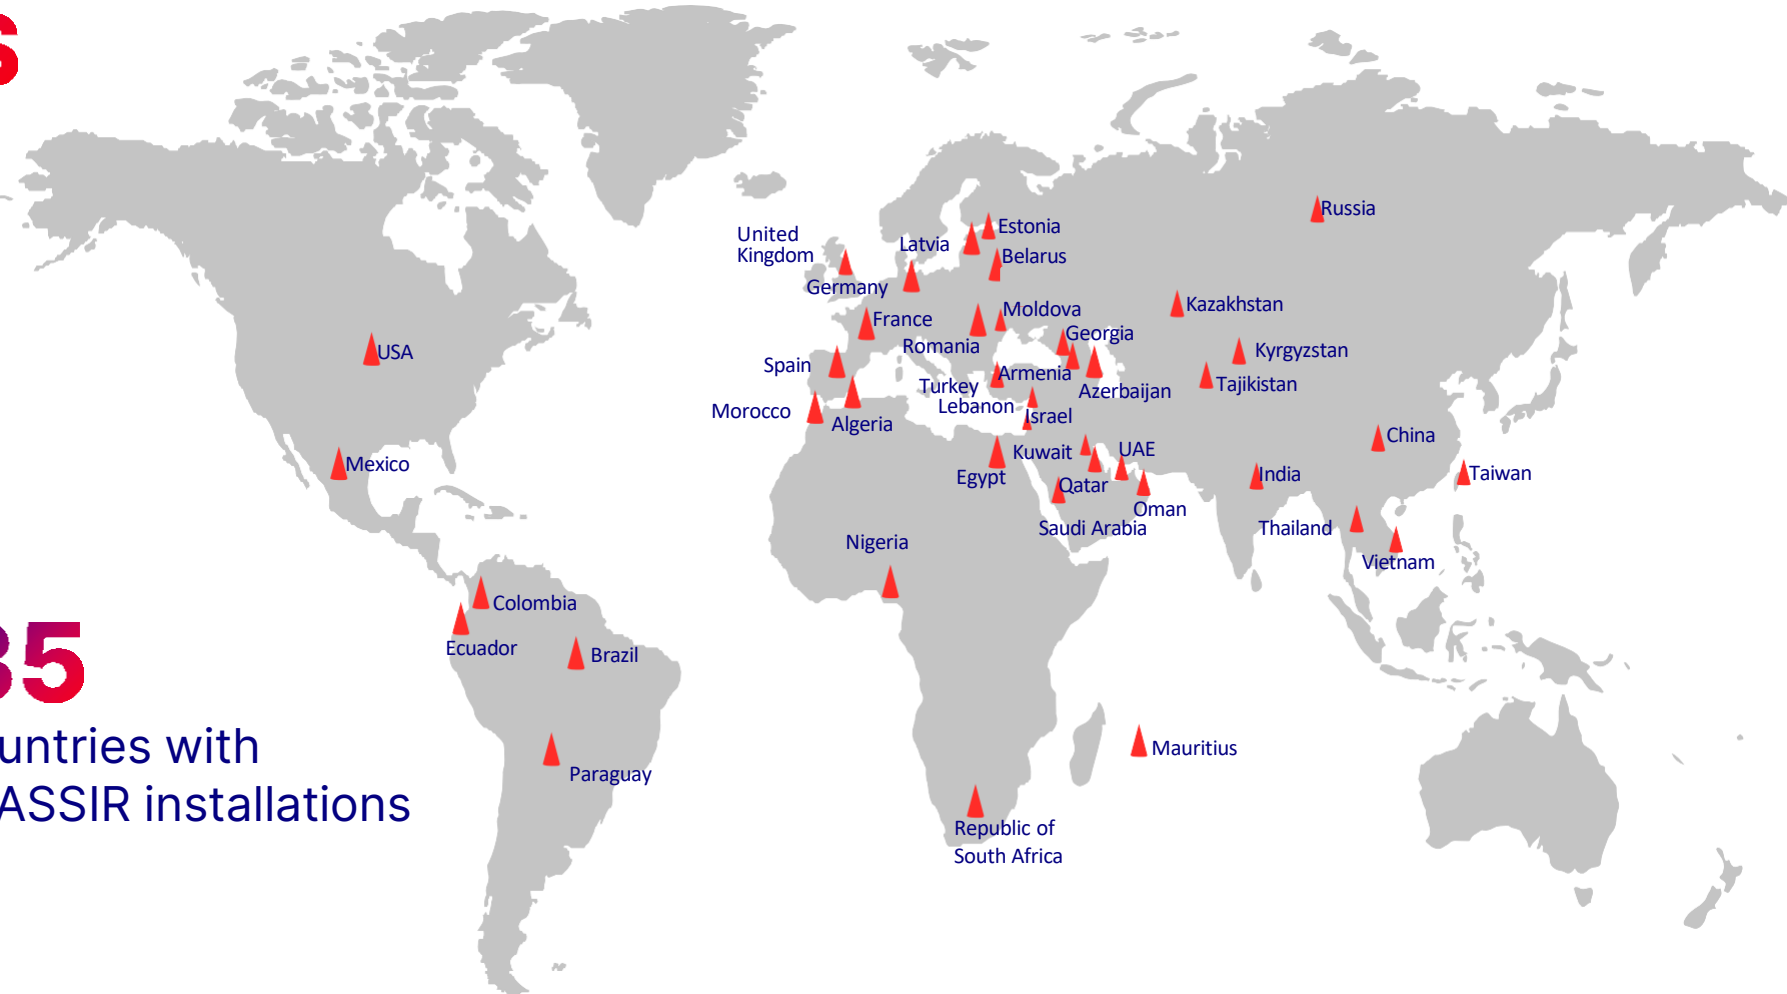 s
Russia
Estonia
United
Kingdom
Latvia
Belarus
Germany
Kazakhstan
Moldova
France
Georgia
Romania
USA
Kyrgyzstan
Spain
Armenia
Turkey
Tajikistan
Azerbaijan
Lebanon
Morocco
Israel
Algeria
China
UAE
Kuwait
Mexico
India
Taiwan
Egypt
Qatar
Oman
Saudi Arabia
Thailand
Nigeria
Vietnam
Colombia
Ecuador
Brazil
35
untries with
ASSIR installations
Mauritius
Paraguay
Republic of
South Africa